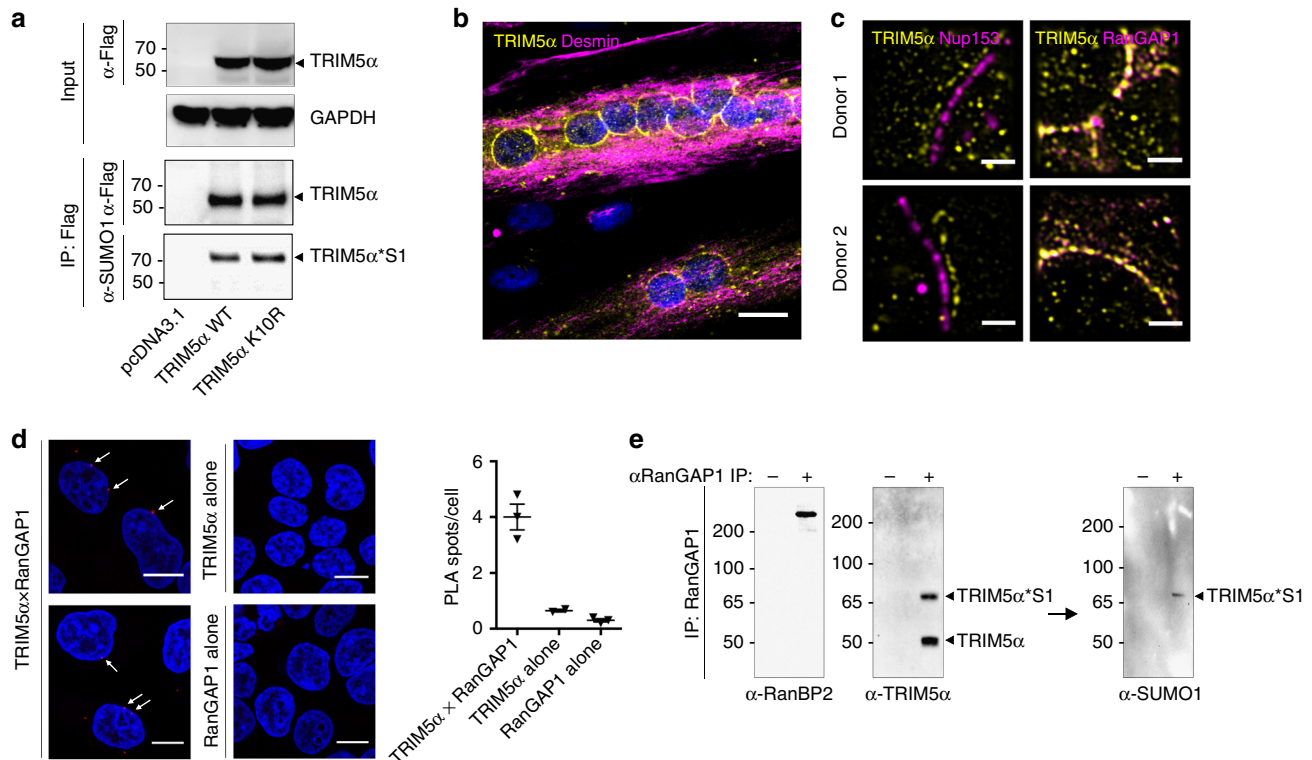 a
Input
α-Flag
70 -
50 -
TRIM5α
GAPDH
IP: Flag
α-SUMO1 α-Flag
70 -
50 -
TRIM5α
70 -
TRIM5α*S1
pcDNA3.1
TRIM5α WT
TRIM5α K10R
b
TRIM5α Desmin
c
TRIM5α Nup153
TRIM5α RanGAP1
Donor 1
Donor 2
d
TRIM5α×RanGAP1
TRIM5α alone
RanGAP1 alone
PLA spots/cell
6
4
2
0
TRIM5α × RanGAP1
TRIM5α alone
RanGAP1 alone
e
αRanGAP1 IP: – +
– +
– +
IP: RanGAP1
200 -
100 -
65 -
50 -
α-RanBP2
200 -
100 -
65 -
50 -
TRIM5α*S1
TRIM5α
α-TRIM5α
200 -
100 -
65 -
50 -
TRIM5α*S1
α-SUMO1